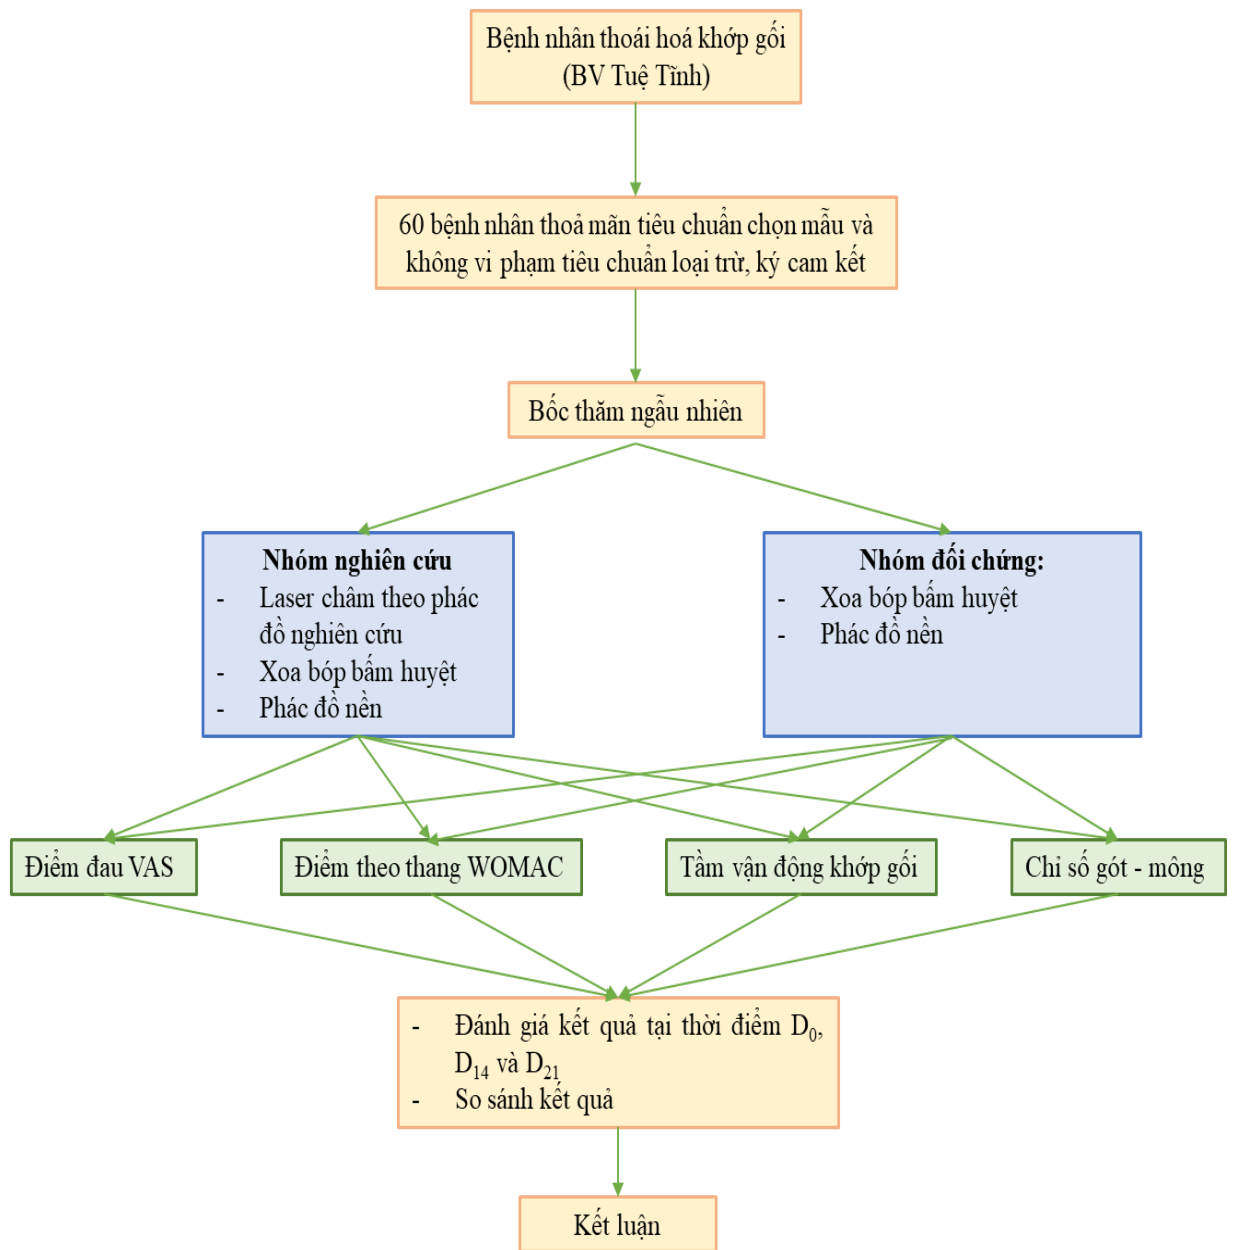 Bệnh nhân thoái hoá khớp gối
(BV Tuệ Tĩnh)
60 bệnh nhân thoả mãn tiêu chuẩn chọn mẫu và
không vi phạm tiêu chuẩn loại trừ, ký cam kết
Bốc thăm ngẫu nhiên
Nhóm nghiên cứu
- Laser châm theo phác
đồ nghiên cứu
- Xoa bóp bấm huyệt
- Phác đồ nền
Nhóm đối chứng:
- Xoa bóp bấm huyệt
- Phác đồ nền
Điểm đau VAS
Điểm theo thang WOMAC
Tầm vận động khớp gối
Chỉ số gót - mông
- Đánh giá kết quả tại thời điểm D₀,
D₁₄ và D₂₁
- So sánh kết quả
Kết luận